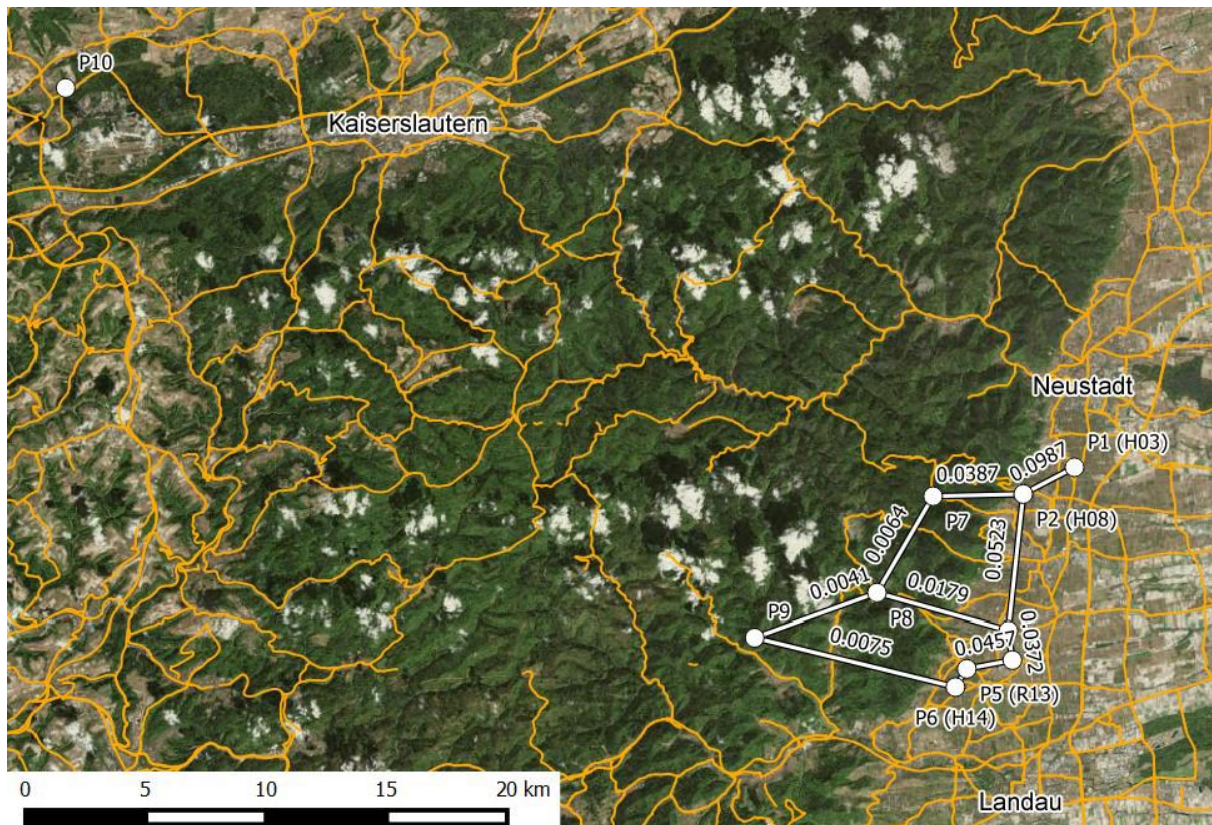 P10
Kaiserslautern
Neustadt
P1 (H03)
0.0987
0.0387
P7
P2 (H08)
0.0523
0.0064
0.0041
0.0179
P9
P8
0.0075
0.0457
0.0372
P5 (R13)
P6 (H14)
Landau
0 5 10 15 20 km